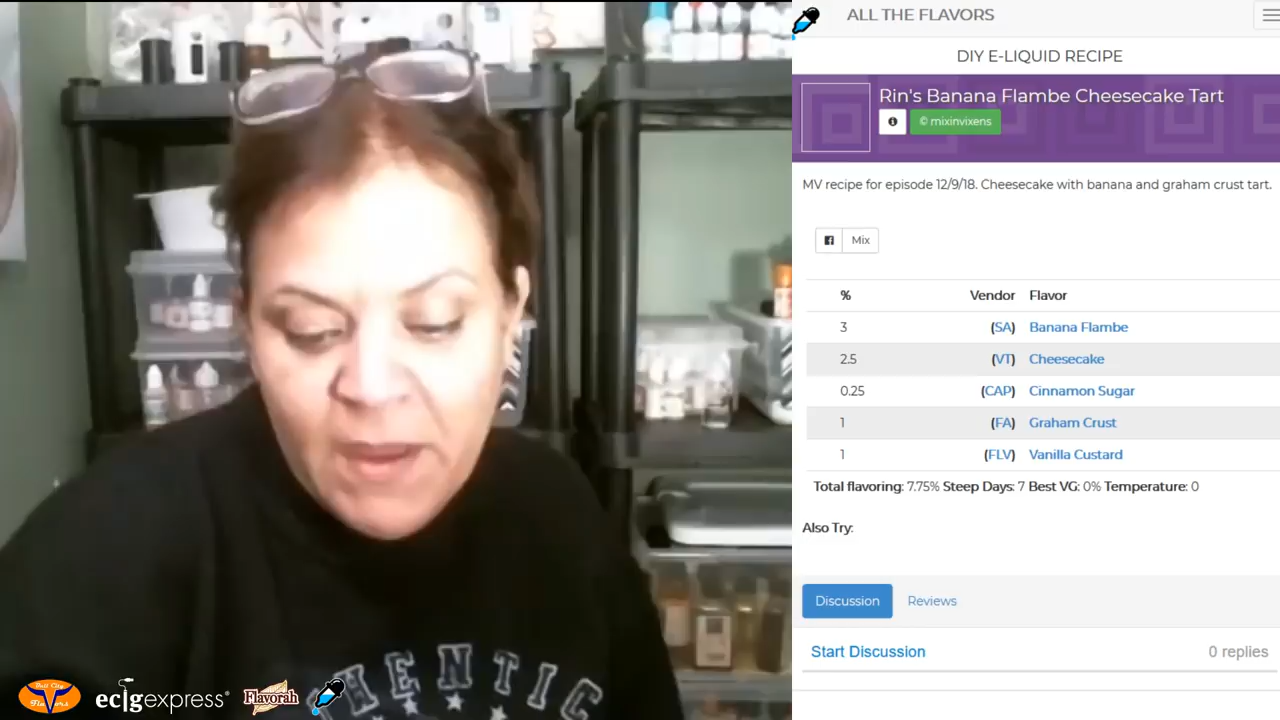 ALL THE FLAVORS
DIY E-LIQUID RECIPE
Rin's Banana Flambe Cheesecake Tart
© mixinvixens
MV recipe for episode 12/9/18. Cheesecake with banana and graham crust tart.
Mix
% Vendor Flavor
3 (SA) Banana Flambe
2.5 (VT) Cheesecake
0.25 (CAP) Cinnamon Sugar
1 (FA) Graham Crust
1 (FLV) Vanilla Custard
Total flavoring: 7.75% Steep Days: 7 Best VG: 0% Temperature: 0
Also Try:
Discussion Reviews
Start Discussion 0 replies
HENTIC
ecigexpress®
Flavorah